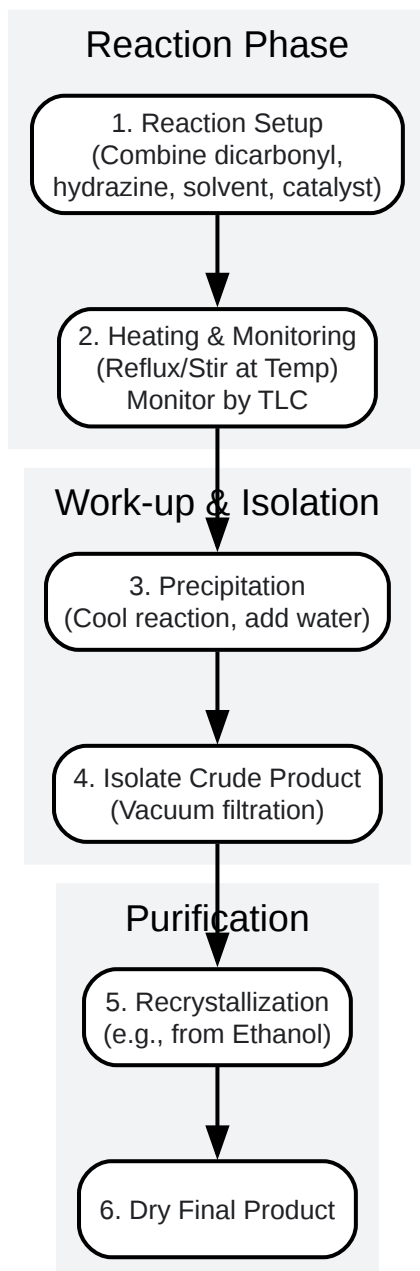 Reaction Phase
1. Reaction Setup
(Combine dicarbonyl,
hydrazine, solvent, catalyst)
2. Heating & Monitoring
(Reflux/Stir at Temp)
Monitor by TLC
Work-up & Isolation
3. Precipitation
(Cool reaction, add water)
4. Isolate Crude Product
(Vacuum filtration)
Purification
5. Recrystallization
(e.g., from Ethanol)
6. Dry Final Product